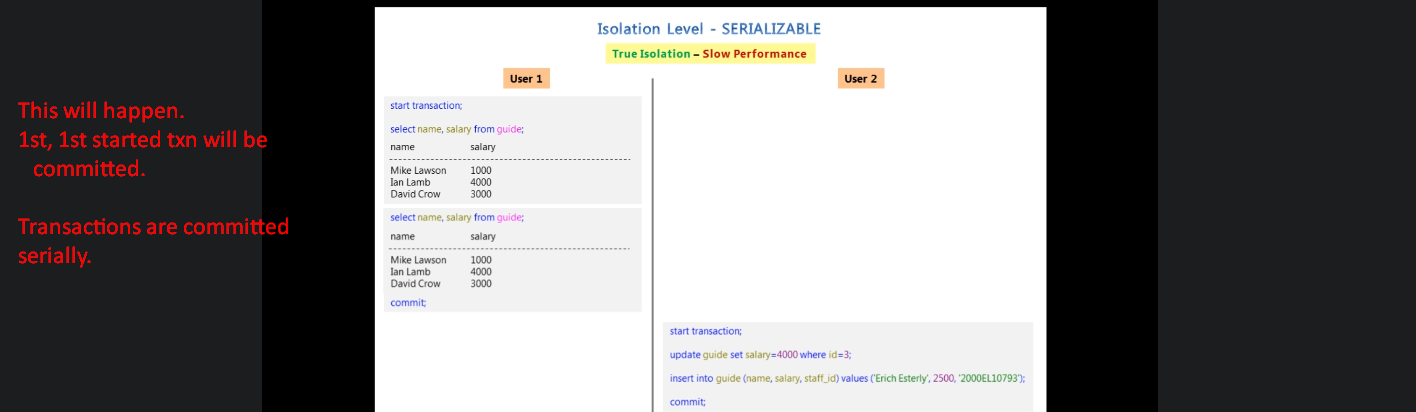 Isolation Level - SERIALIZABLE
True Isolation – Slow Performance
User 1
User 2
This will happen.
1st, 1st started txn will be
committed.
Transactions are committed
serially.
start transaction;
select name, salary from guide;
name salary
Mike Lawson 1000
Ian Lamb 4000
David Crow 3000
select name, salary from guide;
name salary
Mike Lawson 1000
Ian Lamb 4000
David Crow 3000
commit;
start transaction;
update guide set salary=4000 where id=3;
insert into guide (name, salary, staff_id) values ('Erich Esterly', 2500, '2000EL10793');
commit;